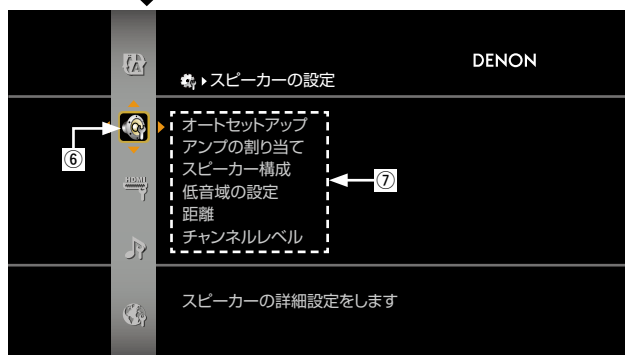 DENON
▸スピーカーの設定
オートセットアップ
アンプの割り当て
スピーカー構成
低音域の設定
距離
チャンネルレベル
⑥
⑦
HDMI
スピーカーの詳細設定をします